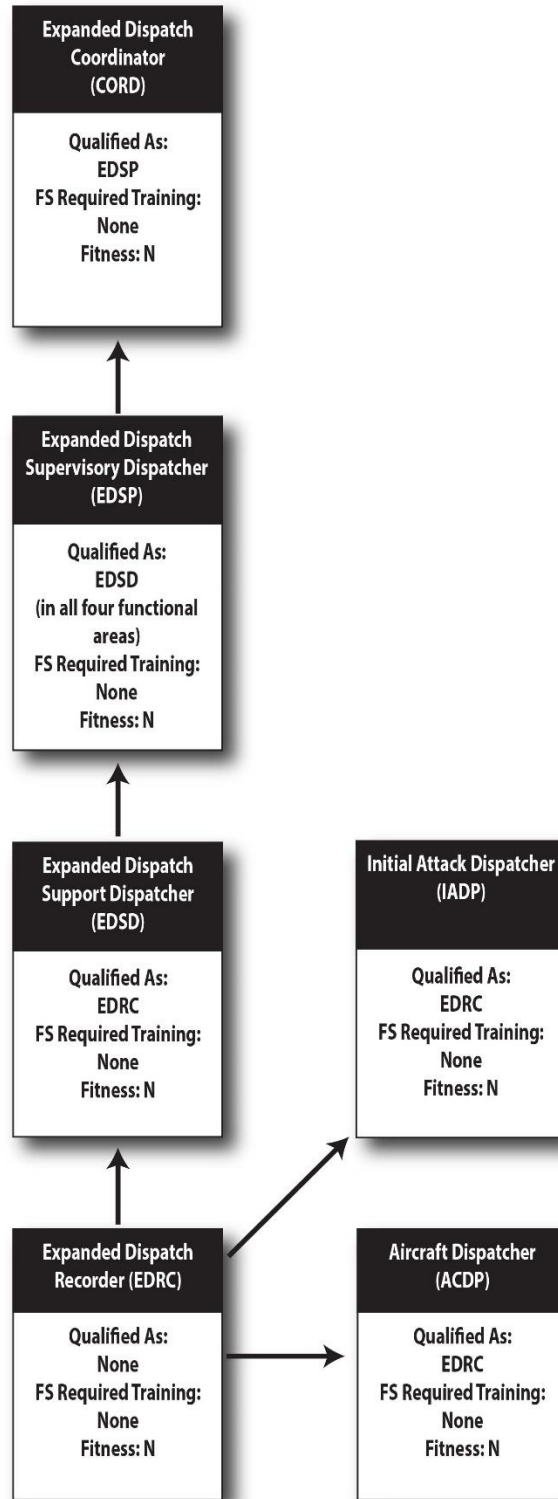 Expanded Dispatch
Coordinator
(CORD)
Qualified As:
EDSP
FS Required Training:
None
Fitness: N
Expanded Dispatch
Supervisory Dispatcher
(EDSP)
Qualified As:
EDSD
(in all four functional
areas)
FS Required Training:
None
Fitness: N
Expanded Dispatch
Support Dispatcher
(EDSD)
Qualified As:
EDRC
FS Required Training:
None
Fitness: N
Initial Attack Dispatcher
(IADP)
Qualified As:
EDRC
FS Required Training:
None
Fitness: N
Expanded Dispatch
Recorder (EDRC)
Qualified As:
None
FS Required Training:
None
Fitness: N
Aircraft Dispatcher
(ACDP)
Qualified As:
EDRC
FS Required Training:
None
Fitness: N